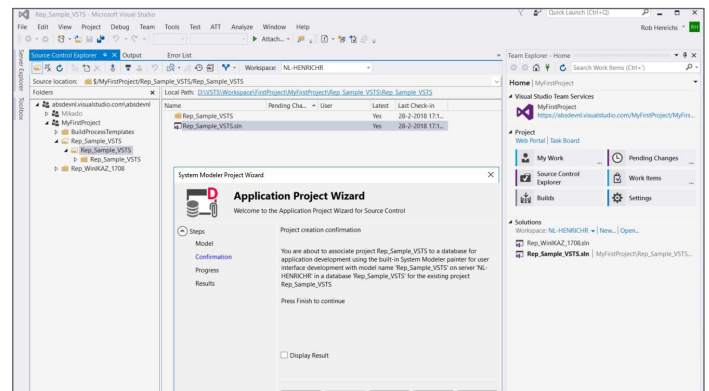 Rep_Sample_VSTS - Microsoft Visual Studio
Quick Launch (Ctrl+Q)
File Edit View Project Debug Team Tools Test ATT Analyze Window Help
Rob Henrichs
RH
Attach...
Server Explorer
Toolbox
Source Control Explorer
Output
Error List
Workspace: NL-HENRICHR
Source location: $/MyFirstProject/Rep_Sample_VSTS/Rep_Sample_VSTS
Folders
Local Path: D:\VSTS\Workspace\FirstProject\MyFirstProject\Rep_Sample_VSTS\Rep_Sample_VSTS
absdevnl.visualstudio.com\absdevnl
Mikado
MyFirstProject
BuildProcessTemplates
Rep_Sample_VSTS
Rep_Sample_VSTS
Rep_Sample_VSTS
Rep_WinIKAZ_1708
Name Pending Cha... User Latest Last Check-in
Rep_Sample_VSTS Yes 28-2-2018 17:1...
Rep_Sample_VSTS.sln Yes 28-2-2018 17:1...
System Modeler Project Wizard
D
Application Project Wizard
Welcome to the Application Project Wizard for Source Control
Steps
Model
Confirmation
Progress
Results
Project creation confirmation
You are about to associate project Rep_Sample_VSTS to a database for
application development using the built-in System Modeler painter for user
interface development with model name 'Rep_Sample_VSTS' on server 'NL-
HENRICHR' in a database 'Rep_Sample_VSTS' for the existing project
Rep_Sample_VSTS
Press Finish to continue
Display Result
Team Explorer - Home
Search Work Items (Ctrl+')
Home | MyFirstProject
Visual Studio Team Services
MyFirstProject
https://absdevnl.visualstudio.com/MyFirstProject/MyFirs...
Project
Web Portal | Task Board
My Work ...
Pending Changes ...
Source Control
Explorer
Work Items ...
Builds
Settings
Solutions
Workspace: NL-HENRICHR | New... | Open...
Rep_WinIKAZ_1708.sln
Rep_Sample_VSTS.sln | MyFirstProject\Rep_Sample_VSTS...